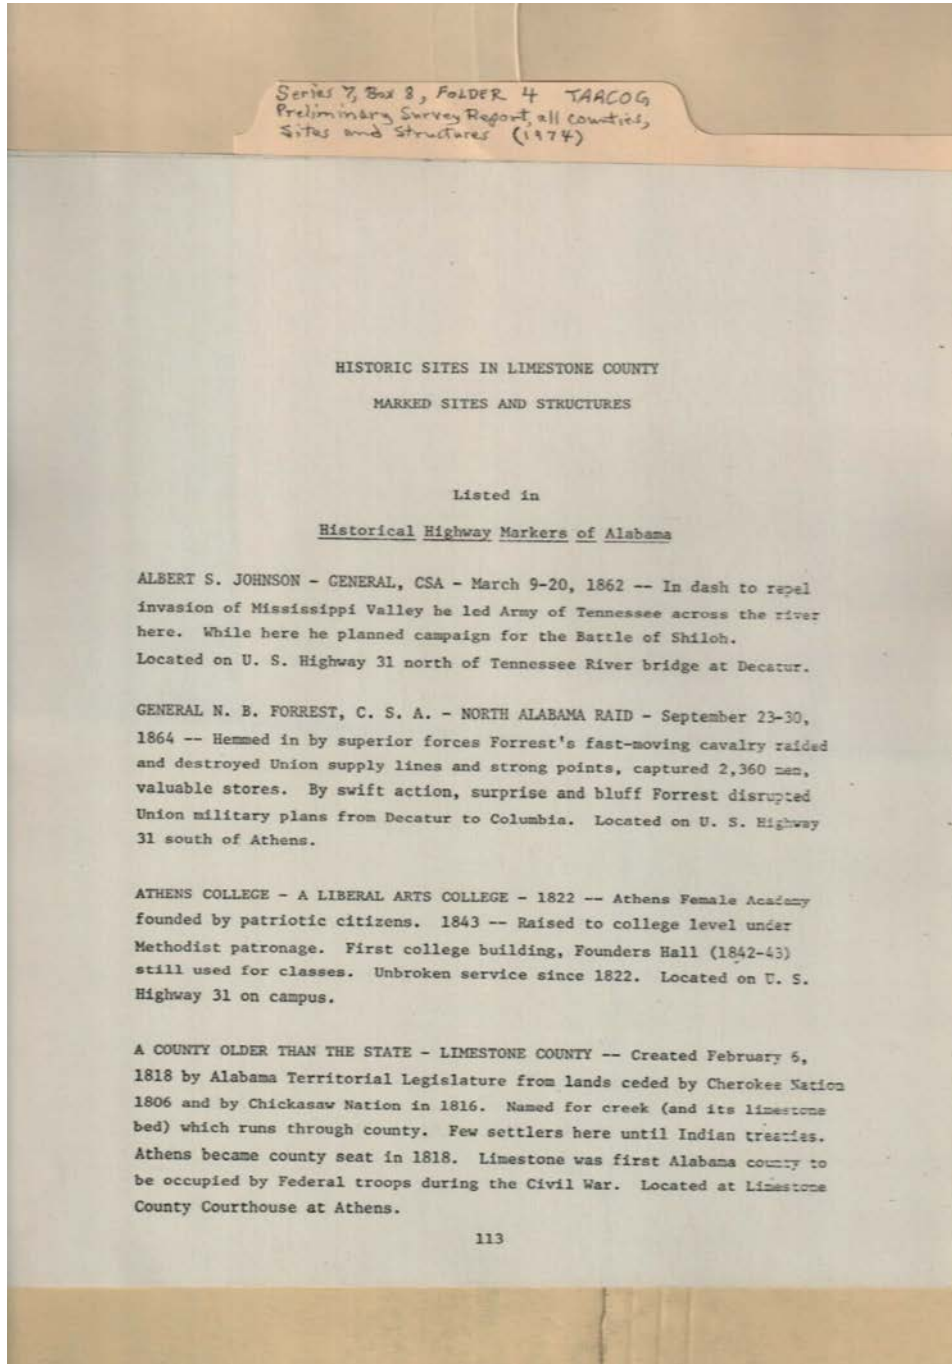 Series 7, Box 8, FOLDER 4 TARCOG
Preliminary Survey Report, all counties,
Sites and Structures (1974)
HISTORIC SITES IN LIMESTONE COUNTY
MARKED SITES AND STRUCTURES
Listed in
Historical Highway Markers of Alabama
ALBERT S. JOHNSON - GENERAL, CSA - March 9-20, 1862 -- In dash to repel
invasion of Mississippi Valley he led Army of Tennessee across the river
here. While here he planned campaign for the Battle of Shiloh.
Located on U. S. Highway 31 north of Tennessee River bridge at Decatur.
GENERAL N. B. FORREST, C. S. A. - NORTH ALABAMA RAID - September 23-30,
1864 -- Hemmed in by superior forces Forrest's fast-moving cavalry raided
and destroyed Union supply lines and strong points, captured 2,360 men,
valuable stores. By swift action, surprise and bluff Forrest disrupted
Union military plans from Decatur to Columbia. Located on U. S. Highway
31 south of Athens.
ATHENS COLLEGE - A LIBERAL ARTS COLLEGE - 1822 -- Athens Female Academy
founded by patriotic citizens. 1843 -- Raised to college level under
Methodist patronage. First college building, Founders Hall (1842-43)
still used for classes. Unbroken service since 1822. Located on U. S.
Highway 31 on campus.
A COUNTY OLDER THAN THE STATE - LIMESTONE COUNTY -- Created February 6,
1818 by Alabama Territorial Legislature from lands ceded by Cherokee Nation
1806 and by Chickasaw Nation in 1816. Named for creek (and its limestone
bed) which runs through county. Few settlers here until Indian treaties.
Athens became county seat in 1818. Limestone was first Alabama county to
be occupied by Federal troops during the Civil War. Located at Limestone
County Courthouse at Athens.
113